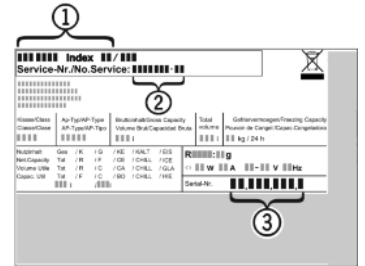 ①
Index /
Service-Nr./No.Service: -
②
Klasse/Class Ap-Typ/AP-Type Bruttoinhalt/Gross Capacity Total Gefriervermoegen/Freezing Capacity
Classe/Clase AP-Type/AP-Tipo Volume Brut/Capacidad Bruta volume Pouvoir de Congel./Capac.Congelation
l l kg / 24 h
Nutzinhalt Ges / K / G / KE / KALT / EIS
Net.Capacity Tot / R / F / CB / CHILL / ICE
Volume Utile Tot / R / C / CA / CHILL / GLA
Capac. Util Tot / F / C / BO / CHILL / HIE
R : g
W A - V Hz
Serial-Nr. , , ,
③